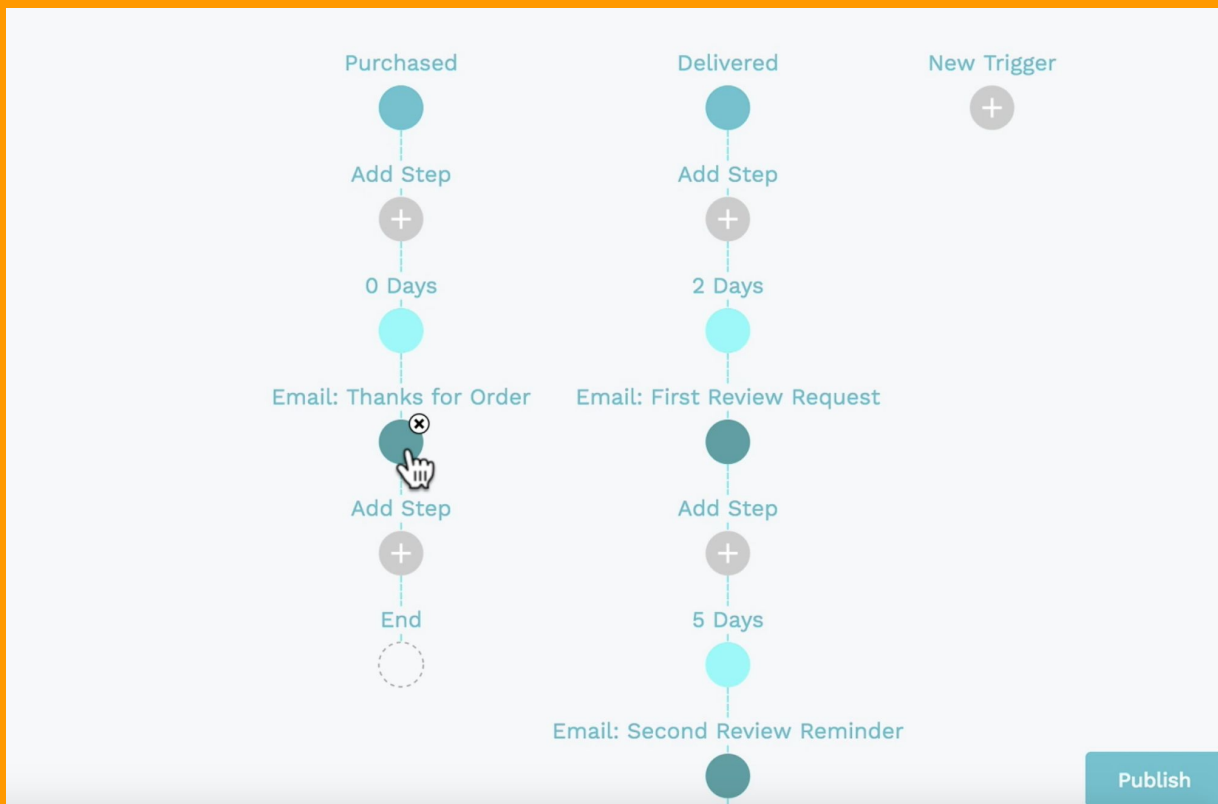 Purchased
Delivered
New Trigger
Add Step
Add Step
0 Days
2 Days
Email: Thanks for Order
Email: First Review Request
Add Step
Add Step
End
5 Days
Email: Second Review Reminder
Publish